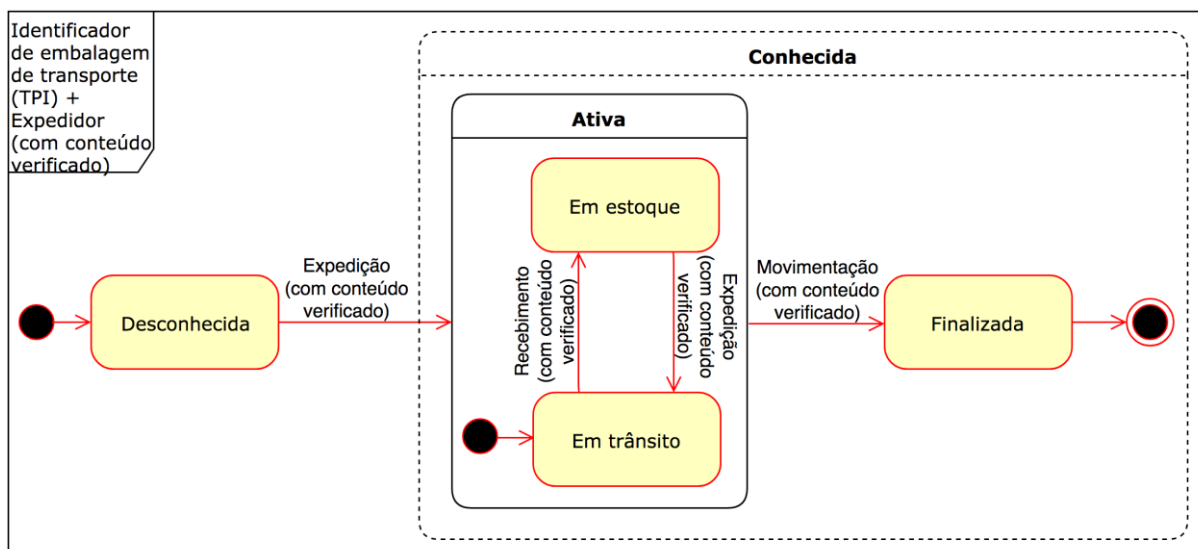 Identificador
de embalagem
de transporte
(TPI) +
Expedidor
(com conteúdo
verificado)
Conhecida
Ativa
Em estoque
Expedição
(com conteúdo
verificado)
Desconhecida
Recebimento
(com conteúdo
verificado)
Expedição
(com conteúdo
verificado)
Movimentação
(com conteúdo
verificado)
Finalizada
Em trânsito